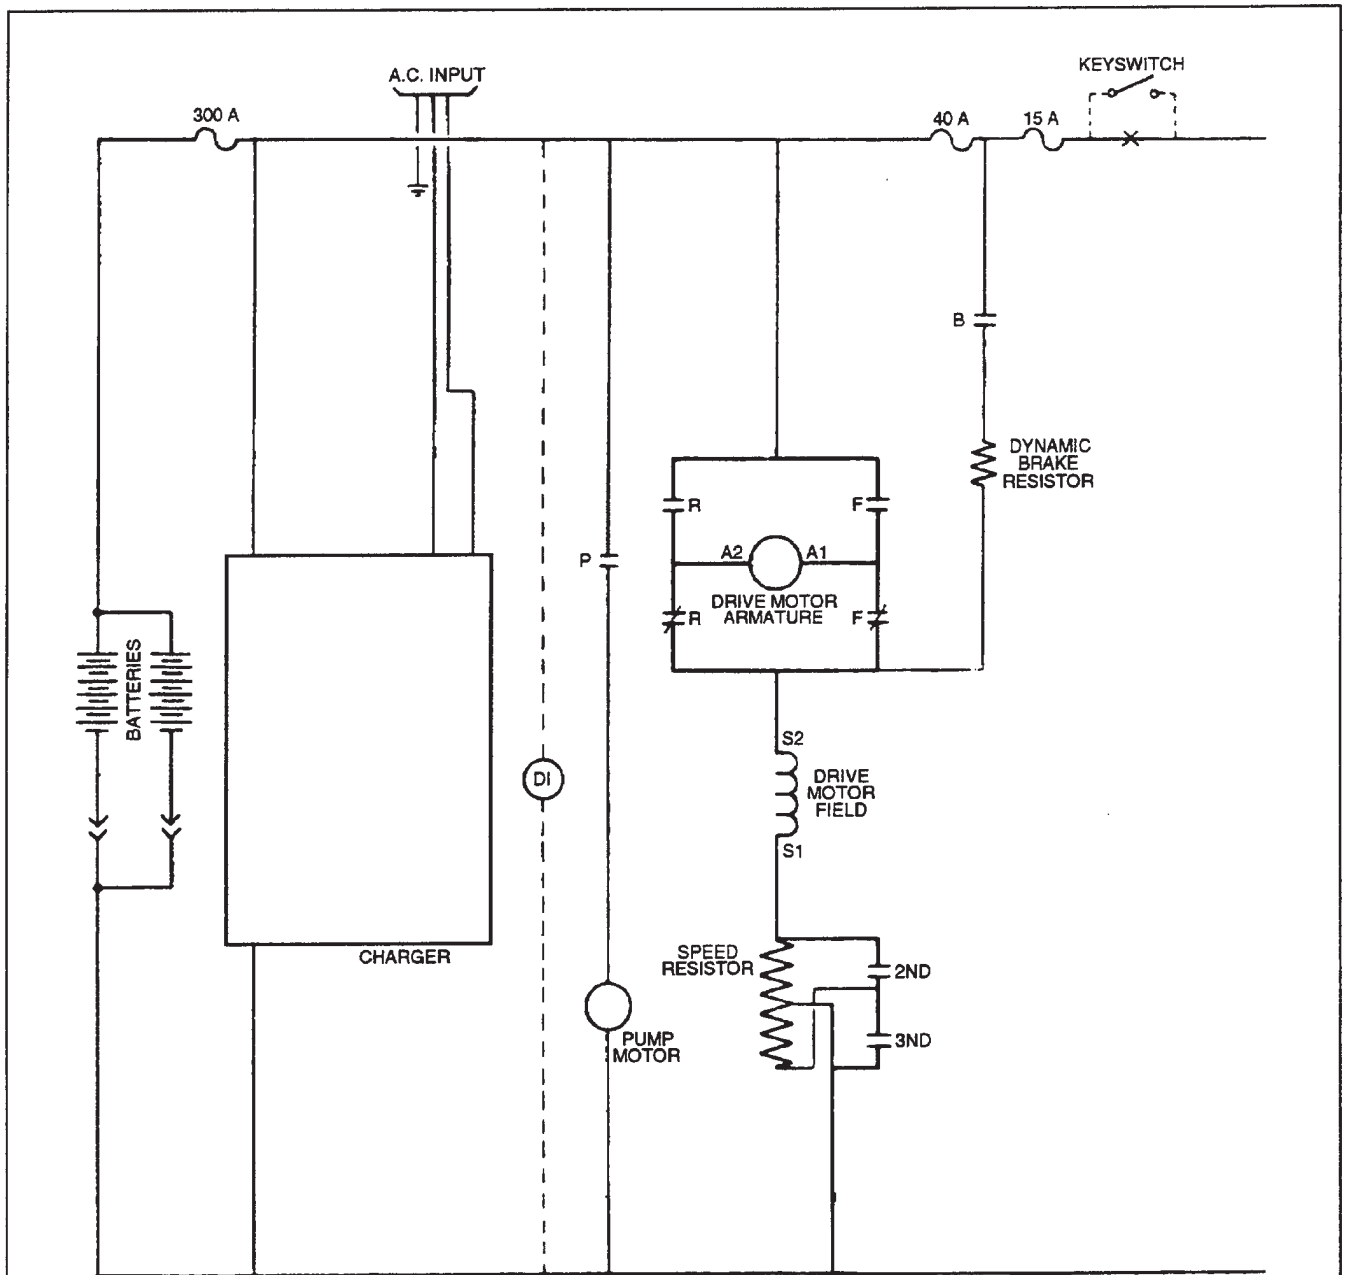 A.C. INPUT
KEYSWITCH
300 A
40 A
15 A
B
DYNAMIC
BRAKE
RESISTOR
R
F
P
A2
A1
DRIVE MOTOR
ARMATURE
R
F
BATTERIES
S2
DI
DRIVE
MOTOR
FIELD
S1
CHARGER
SPEED
RESISTOR
2ND
PUMP
MOTOR
3ND